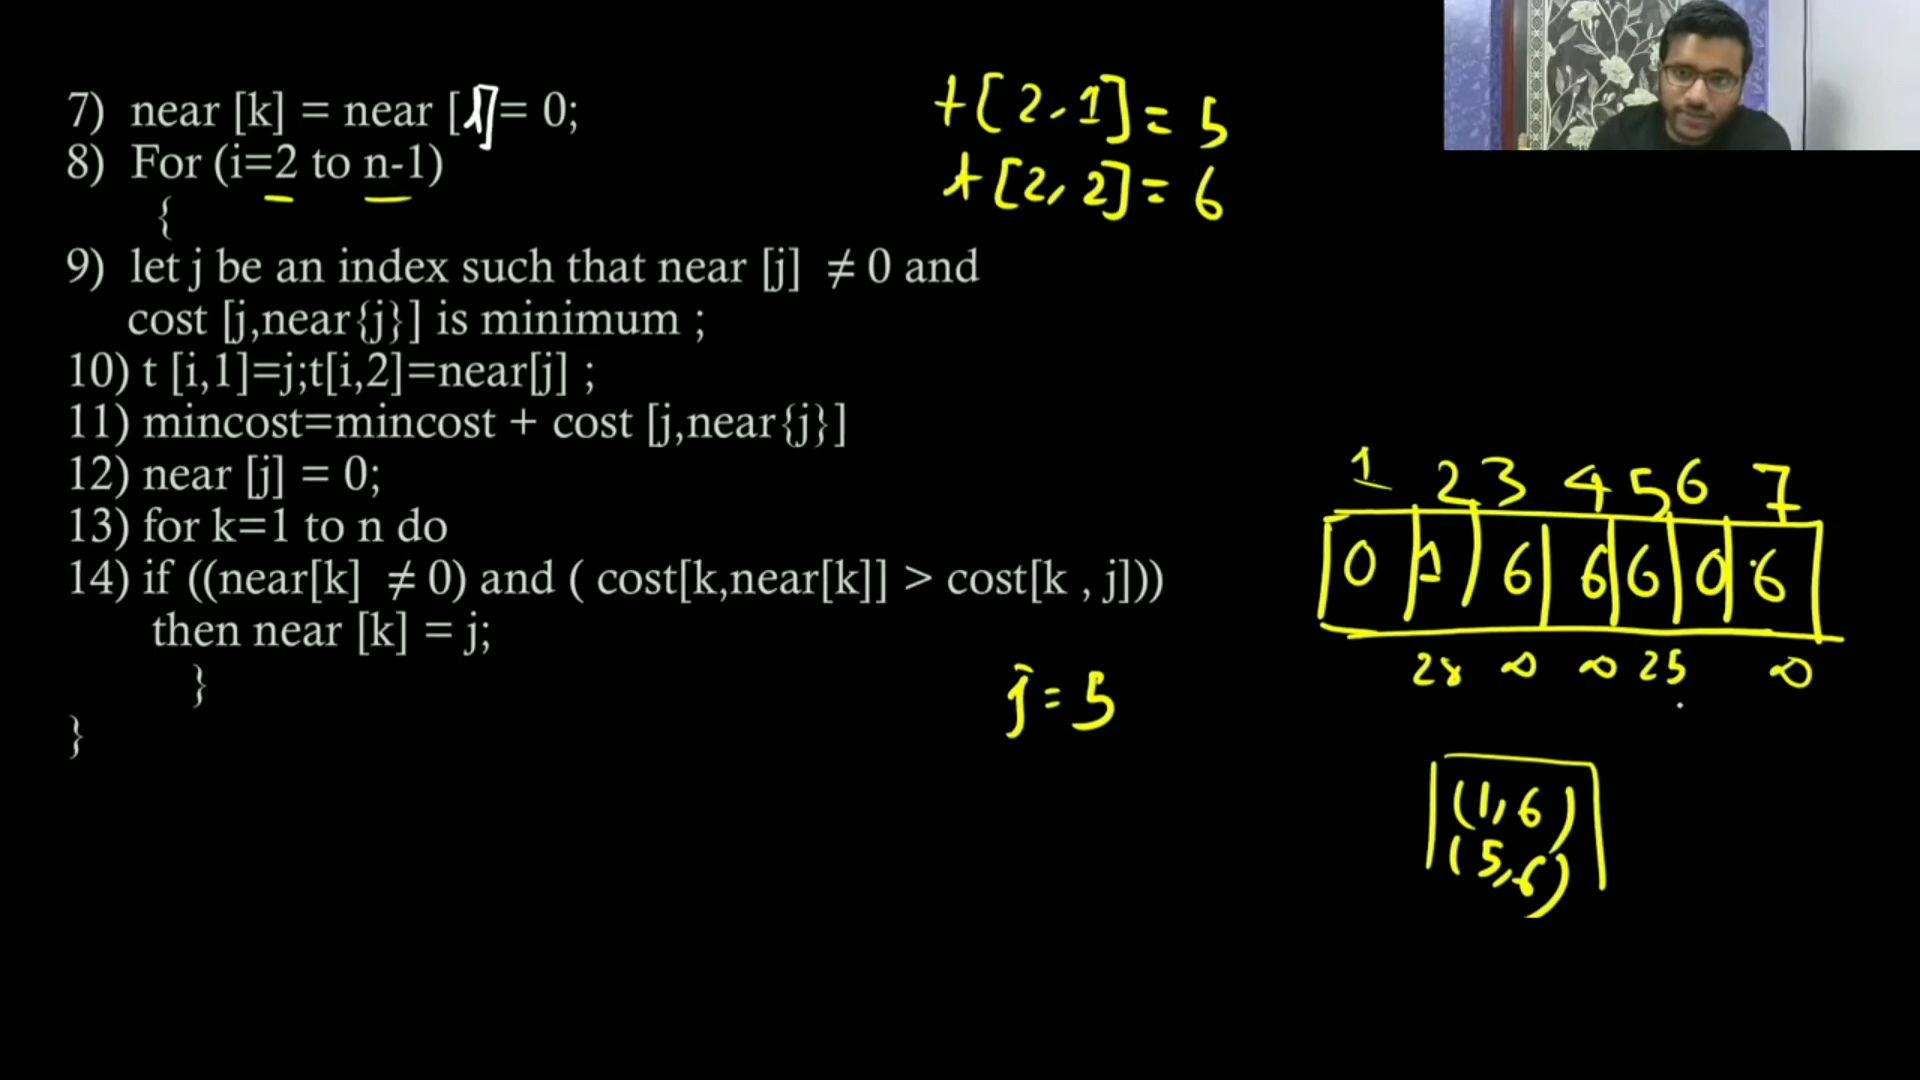 7) near [k] = near [l]= 0;
8) For (i=2 to n-1)
{
9) let j be an index such that near [j] ≠ 0 and
cost [j,near{j}] is minimum ;
10) t [i,1]=j;t[i,2]=near[j] ;
11) mincost=mincost + cost [j,near{j}]
12) near [j] = 0;
13) for k=1 to n do
14) if ((near[k] ≠ 0) and ( cost[k,near[k]] > cost[k , j]))
then near [k] = j;
}
}
t[2,1] = 5
t[2,2] = 6
j = 5
1 2 3 4 5 6 7
0 1 6 6 6 0 6
28 ∞ ∞ 25 ∞
(1,6)
(5,6)